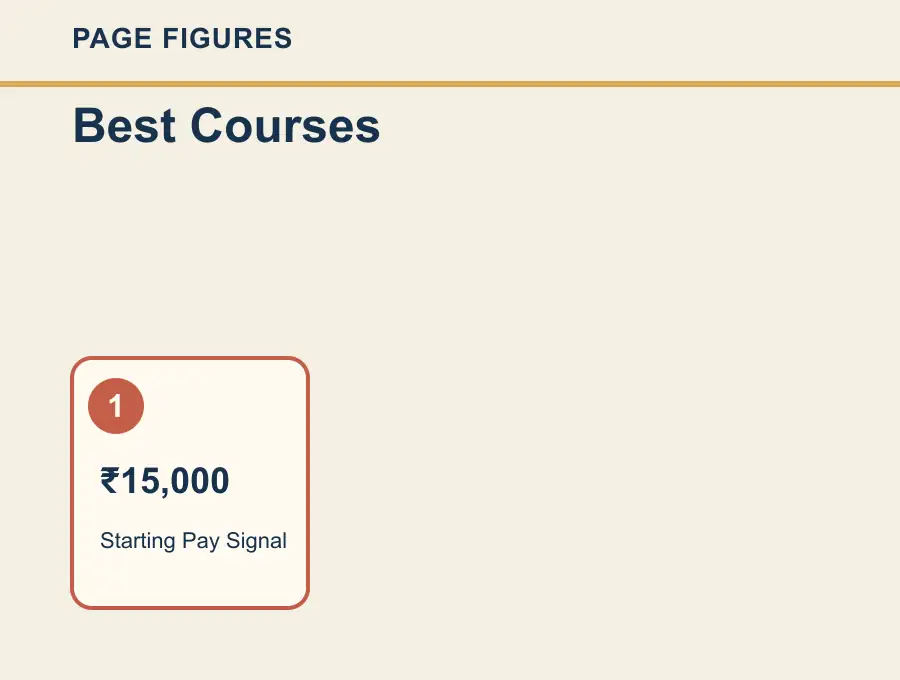 PAGE FIGURES
Best Courses
1
₹15,000
Starting Pay Signal